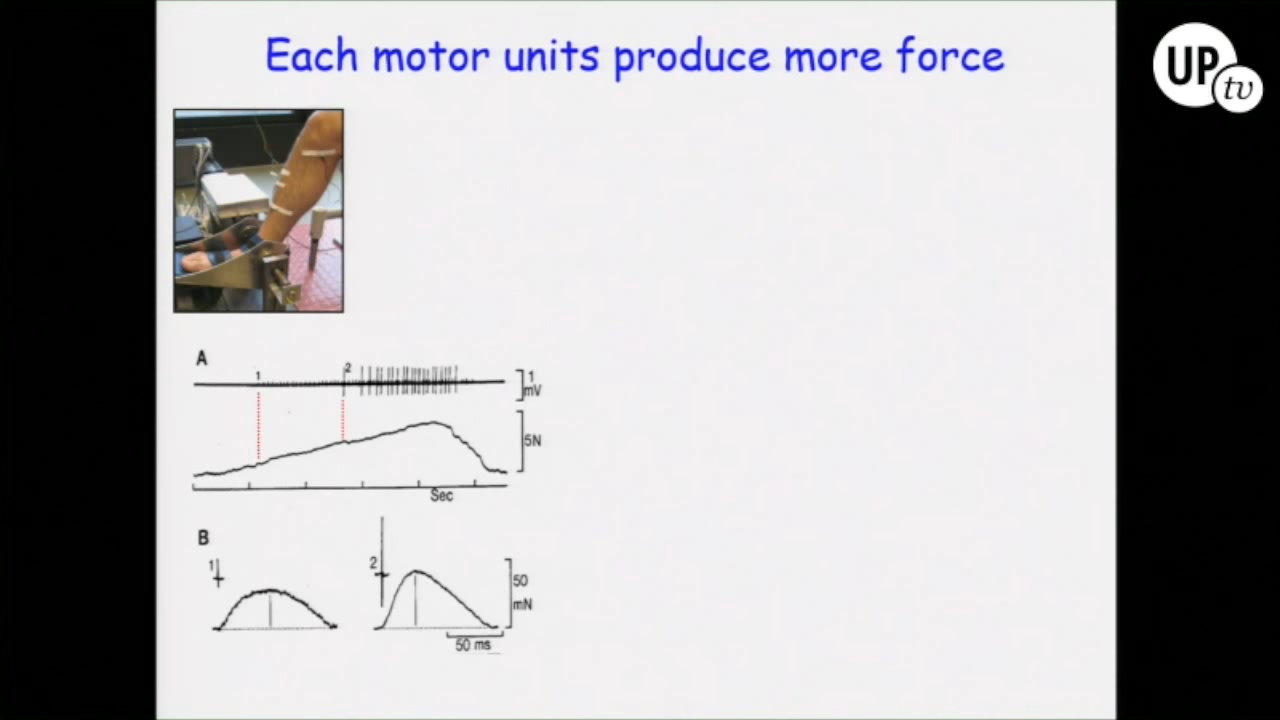 Each motor units produce more force
UP
tv
A
1
2
1
mV
5N
Sec
B
1
2
50
mN
50 ms